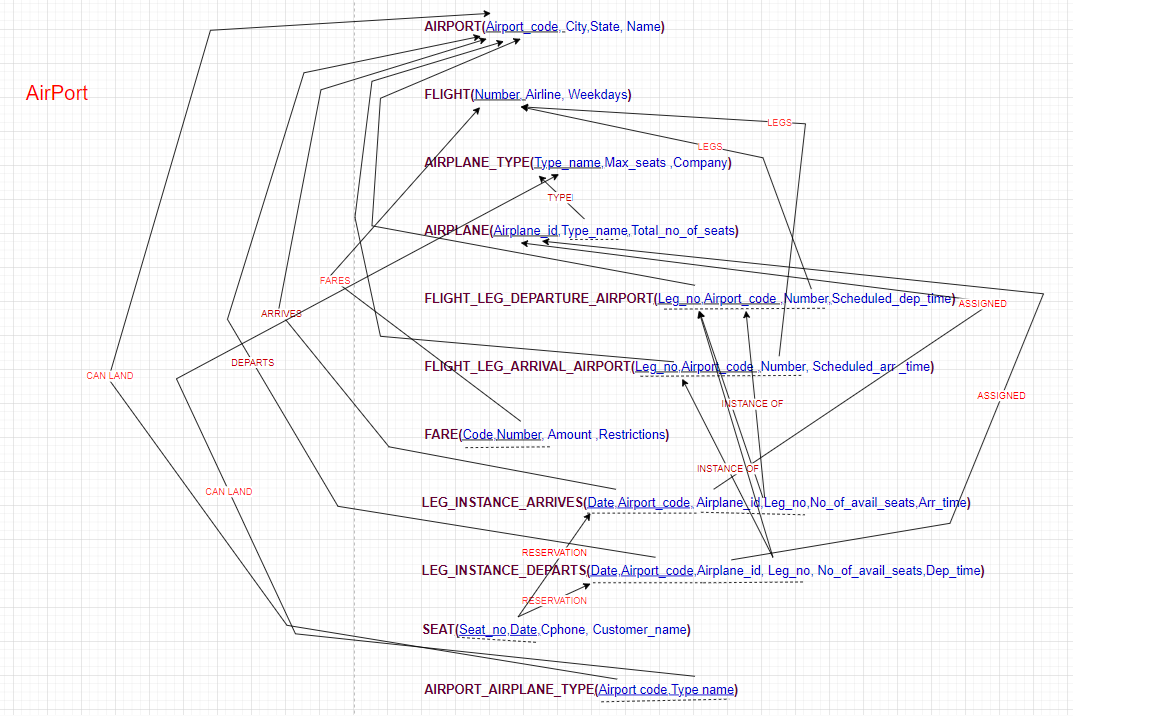 AIRPORT(Airport_code, City,State, Name)
AirPort
FLIGHT(Number Airline, Weekdays)
LEGS
LEGS
AIRPLANE_TYPE(Type_name,Max_seats ,Company)
TYPE
AIRPLANE(Airplane_id,Type_name,Total_no_of_seats)
FARES
FLIGHT_LEG_DEPARTURE_AIRPORT(Leg_no,Airport_code ,Number,Scheduled_dep_time)
ASSIGNED
ARRIVES
DEPARTS
FLIGHT_LEG_ARRIVAL_AIRPORT(Leg_no,Airport_code, Number, Scheduled_arr _time)
CAN LAND
ASSIGNED
INSTANCE OF
FARE(Code,Number, Amount ,Restrictions)
INSTANCE OF
CAN LAND
LEG_INSTANCE_ARRIVES(Date,Airport_code, Airplane_id,Leg_no,No_of_avail_seats,Arr_time)
RESERVATION
LEG_INSTANCE_DEPARTS(Date,Airport_code,Airplane_id, Leg_no, No_of_avail_seats,Dep_time)
RESERVATION
SEAT(Seat_no,Date,Cphone, Customer_name)
AIRPORT_AIRPLANE_TYPE(Airport code,Type name)